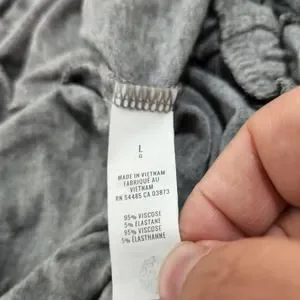 L
G
MADE IN VIETNAM
FABRIQUÉ AU
VIETNAM
RN 54485 CA 03873
95% VISCOSE
5% ELASTANE
95% VISCOSE
5% ÉLASTHANNE